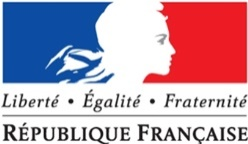 Liberté • Égalité • Fraternité
RÉPUBLIQUE FRANÇAISE